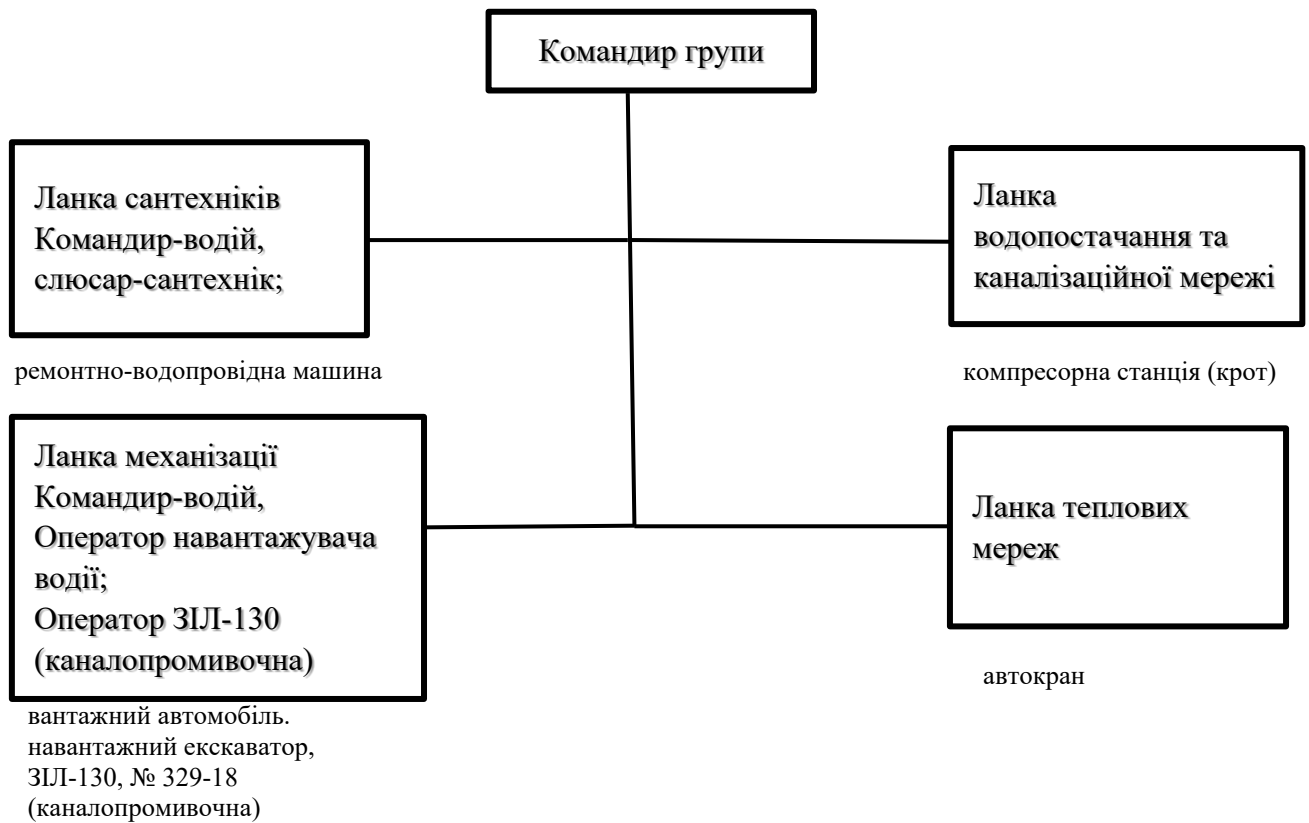 Командир групи
Ланка сантехніків
Командир-водій,
слюсар-сантехнік;
ремонтно-водопровідна машина
Ланка
водопостачання та
каналізаційної мережі
компресорна станція (крот)
Ланка механізації
Командир-водій,
Оператор навантажувача
водії;
Оператор ЗІЛ-130
(каналопромивочна)
вантажний автомобіль.
навантажний екскаватор,
ЗІЛ-130, № 329-18
(каналопромивочна)
Ланка теплових
мереж
автокран